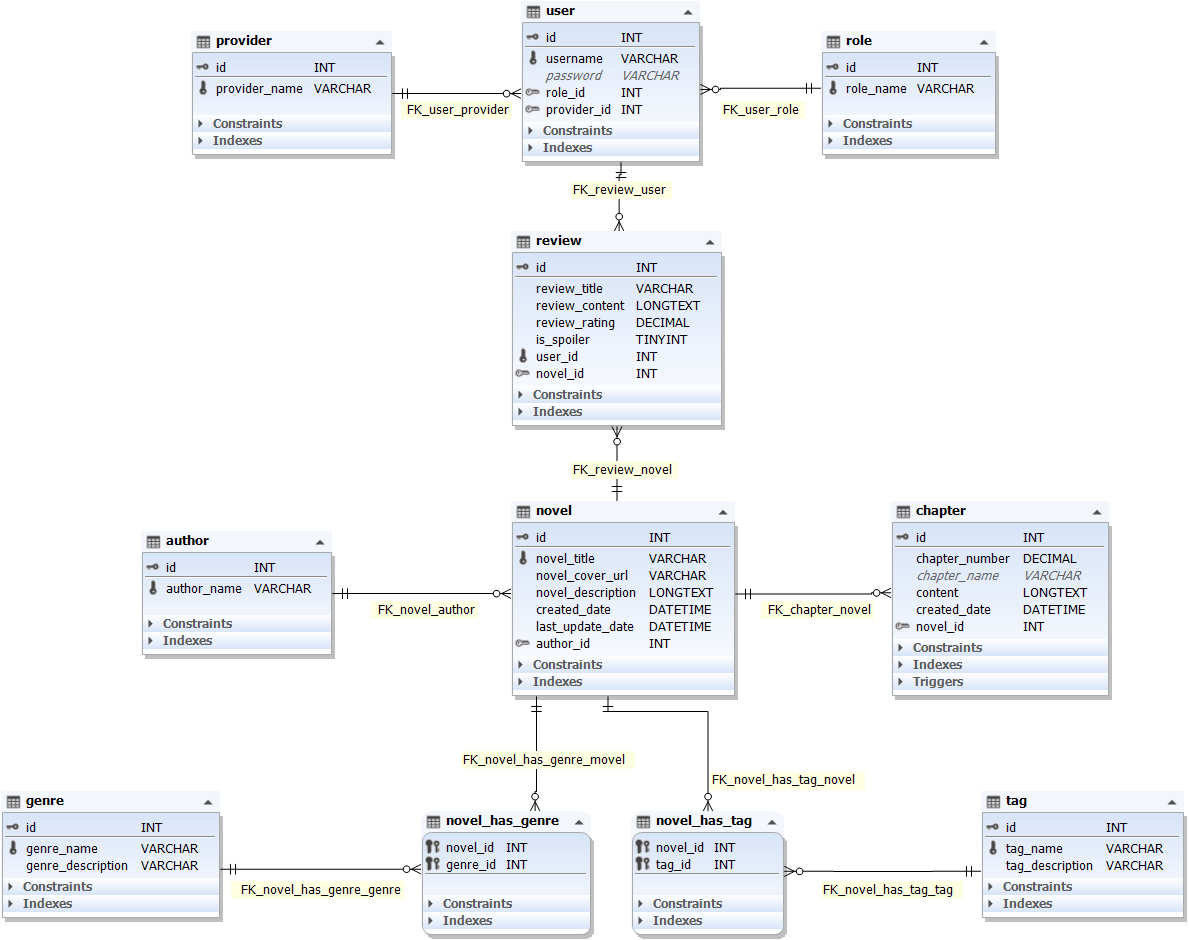 user
id INT
username VARCHAR
password VARCHAR
role_id INT
provider_id INT
Constraints
Indexes
provider
id INT
provider_name VARCHAR
Constraints
Indexes
role
id INT
role_name VARCHAR
Constraints
Indexes
FK_user_provider
FK_user_role
FK_review_user
review
id INT
review_title VARCHAR
review_content LONGTEXT
review_rating DECIMAL
is_spoiler TINYINT
user_id INT
novel_id INT
Constraints
Indexes
FK_review_novel
novel
id INT
novel_title VARCHAR
novel_cover_url VARCHAR
novel_description LONGTEXT
created_date DATETIME
last_update_date DATETIME
author_id INT
Constraints
Indexes
chapter
id INT
chapter_number DECIMAL
chapter_name VARCHAR
content LONGTEXT
created_date DATETIME
novel_id INT
Constraints
Indexes
Triggers
author
id INT
author_name VARCHAR
Constraints
Indexes
FK_novel_author
FK_chapter_novel
FK_novel_has_genre_movel
FK_novel_has_tag_novel
genre
id INT
genre_name VARCHAR
genre_description VARCHAR
Constraints
Indexes
FK_novel_has_genre_genre
novel_has_genre
novel_id INT
genre_id INT
Constraints
Indexes
novel_has_tag
novel_id INT
tag_id INT
Constraints
Indexes
FK_novel_has_tag_tag
tag
id INT
tag_name VARCHAR
tag_description VARCHAR
Constraints
Indexes